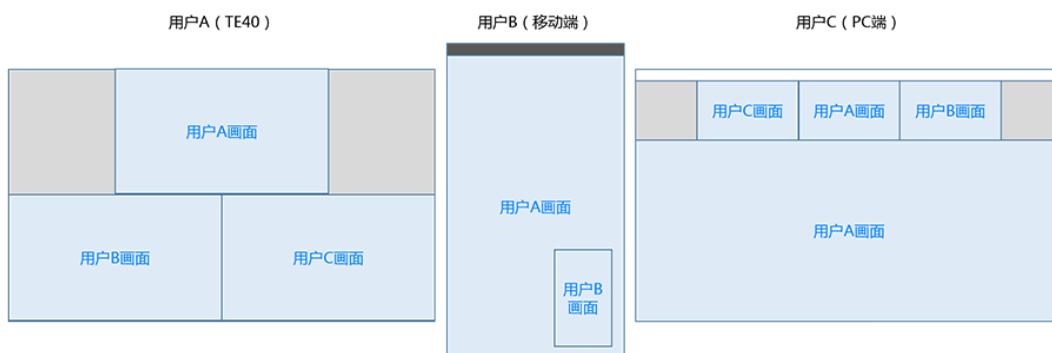 用户A（TE40）
用户B（移动端）
用户C（PC端）
用户A画面
用户B画面
用户C画面
用户A画面
用户B
画面
用户C画面
用户A画面
用户B画面
用户A画面